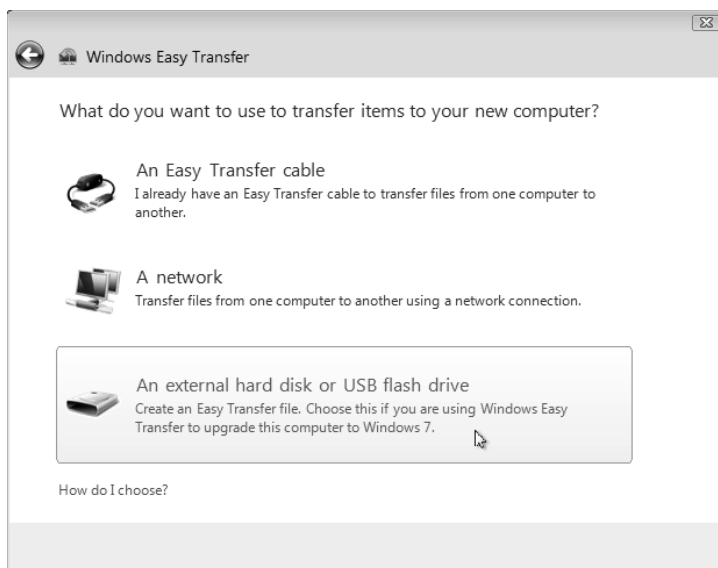 Windows Easy Transfer
What do you want to use to transfer items to your new computer?
An Easy Transfer cable
I already have an Easy Transfer cable to transfer files from one computer to
another.
A network
Transfer files from one computer to another using a network connection.
An external hard disk or USB flash drive
Create an Easy Transfer file. Choose this if you are using Windows Easy
Transfer to upgrade this computer to Windows 7.
How do I choose?